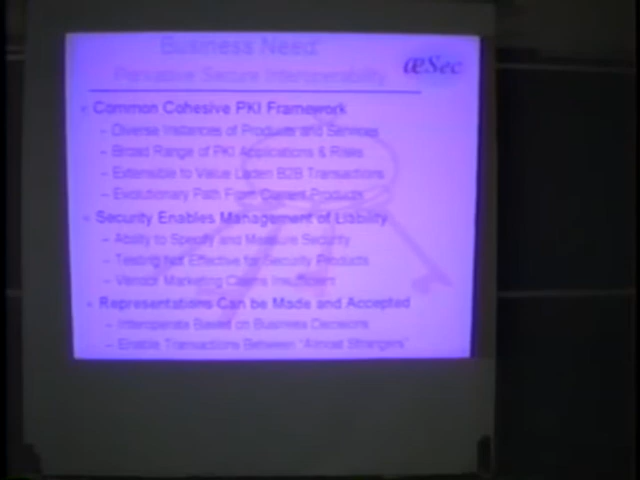 Business Need:
Pervasive Secure Interoperability
æSec
Common Cohesive PKI Framework
– Diverse Instances of Products and Services
– Broad Range of PKI Applications & Risks
– Extensible to Value Laden B2B Transactions
– Evolutionary Path From Current Products
Security Enables Management of Liability
– Ability to Specify and Measure Security
– Testing Not Effective for Security Products
– Vendor Marketing Claims Insufficient
Representations Can be Made and Accepted
– Interoperate Based on Business Decisions
– Enable Transactions Between "Almost Strangers"